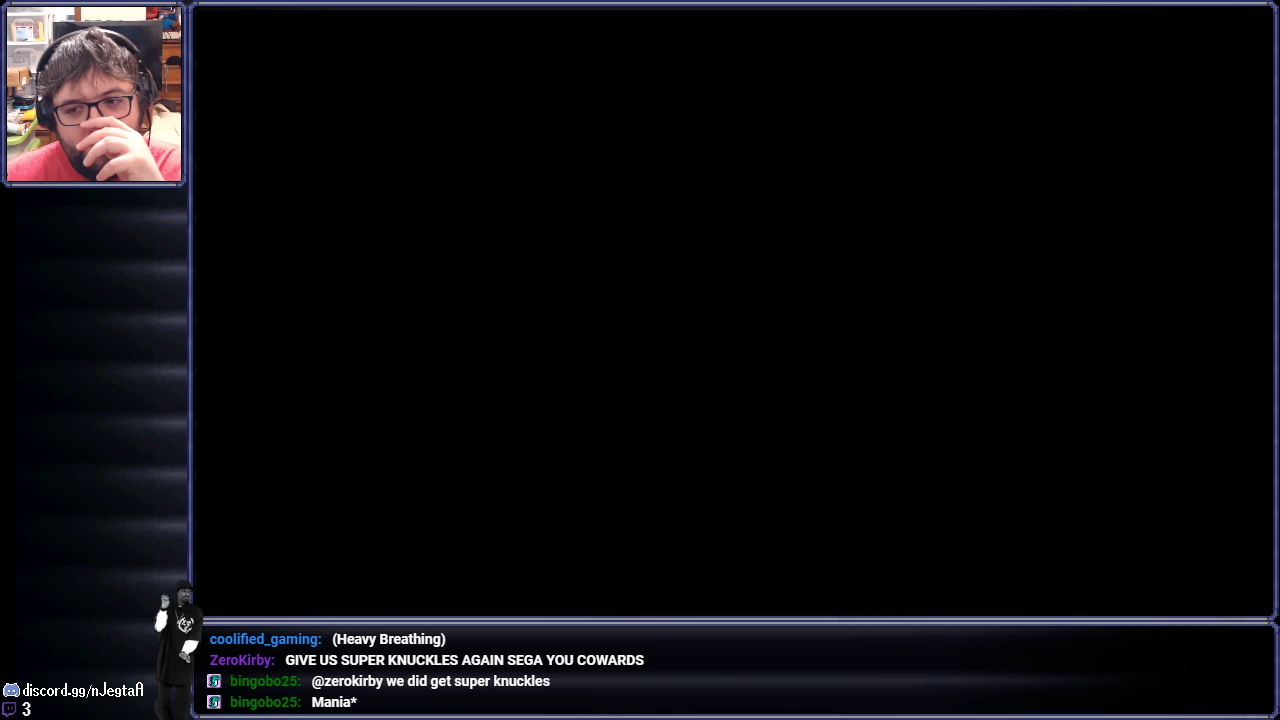 coolified_gaming: (Heavy Breathing)
ZeroKirby: GIVE US SUPER KNUCKLES AGAIN SEGA YOU COWARDS
bingobo25: @zerokirby we did get super knuckles
bingobo25: Mania*
discord.gg/nJegtaA
3